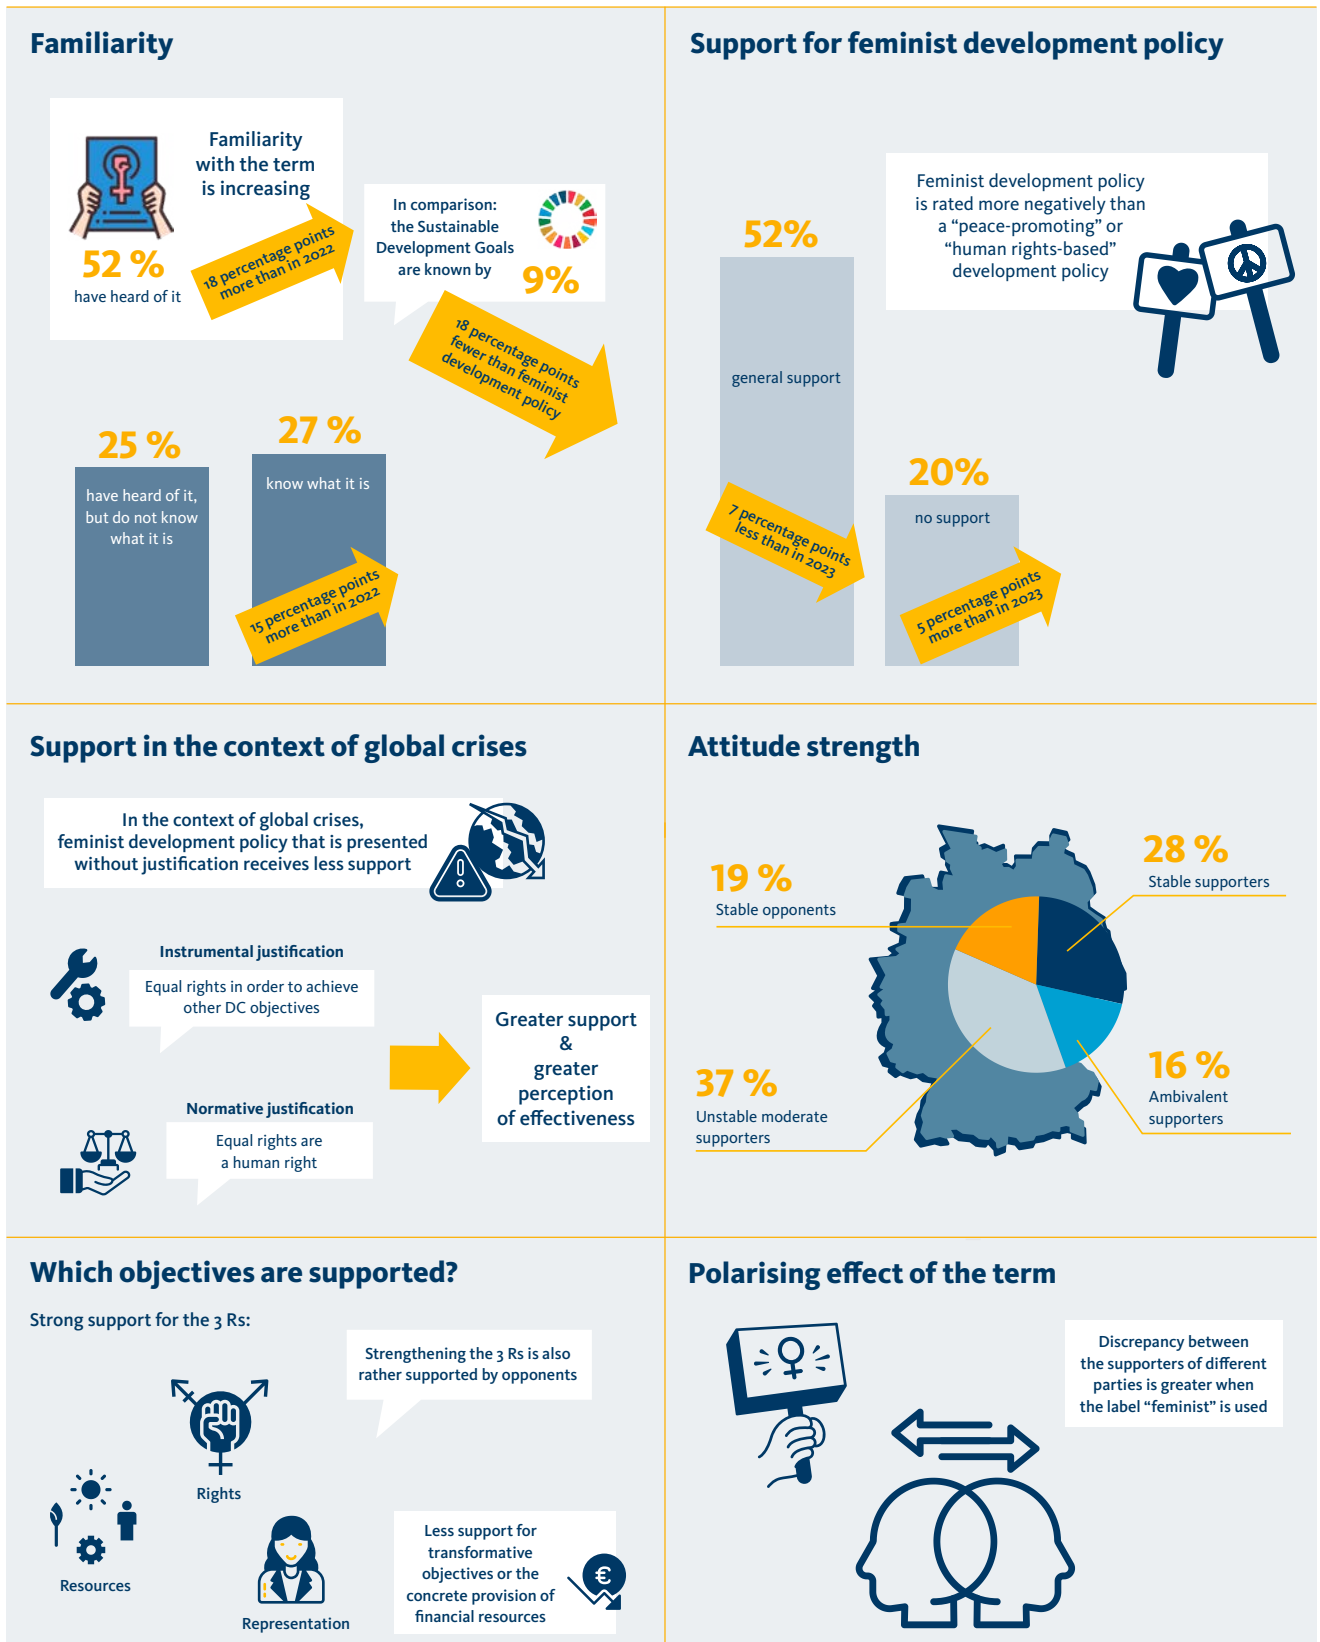 Familiarity
Familiarity
with the term
is increasing
52 %
have heard of it
18 percentage points
more than in 2022
In comparison:
the Sustainable
Development Goals
are known by
9%
18 percentage points
fewer than feminist
development policy
25 %
have heard of it,
but do not know
what it is
27 %
know what it is
15 percentage points
more than in 2022
Support for feminist development policy
Feminist development policy
is rated more negatively than
a “peace-promoting” or
“human rights-based”
development policy
52%
general support
7 percentage points
less than in 2023
20%
no support
5 percentage points
more than in 2023
Support in the context of global crises
In the context of global crises,
feminist development policy that is presented
without justification receives less support
Instrumental justification
Equal rights in order to achieve
other DC objectives
Normative justification
Equal rights are
a human right
Greater support
&
greater
perception
of effectiveness
Attitude strength
19 %
Stable opponents
28 %
Stable supporters
37 %
Unstable moderate
supporters
16 %
Ambivalent
supporters
Which objectives are supported?
Strong support for the 3 Rs:
Strengthening the 3 Rs is also
rather supported by opponents
Rights
Resources
Representation
Less support for
transformative
objectives or the
concrete provision of
financial resources
€
Polarising effect of the term
Discrepancy between
the supporters of different
parties is greater when
the label “feminist” is used